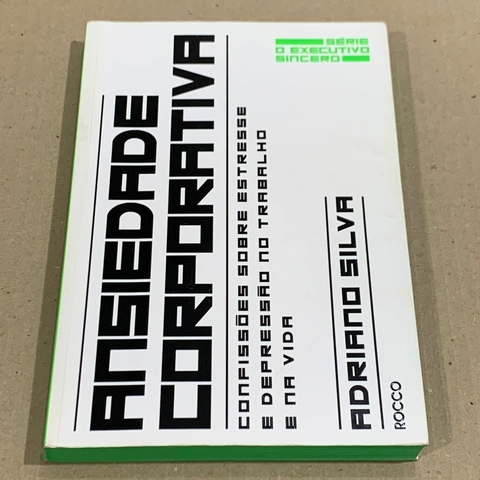 SÉRIE
O EXECUTIVO
SINCERO
ANSIEDADE
CORPORATIVA
CONFISSÕES SOBRE ESTRESSE
E DEPRESSÃO NO TRABALHO
E NA VIDA
ADRIANO SILVA
ROCCO